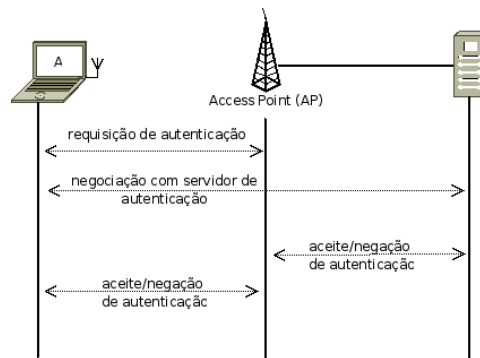 A
Access Point (AP)
requisição de autenticação
negociação com servidor de
autenticação
aceite/negação
de autenticaçãc
aceite/negação
de autenticaçãc